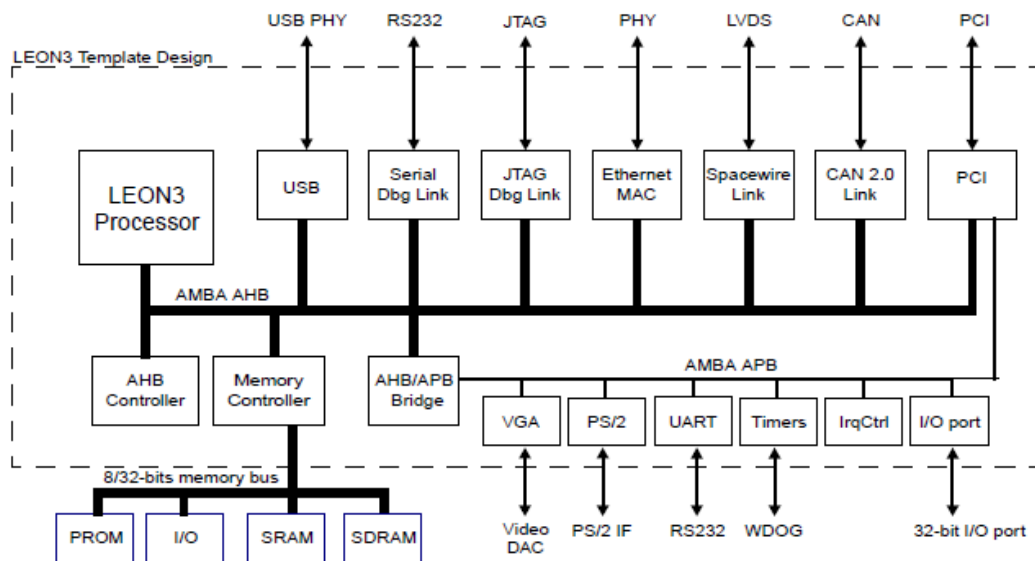 USB PHY RS232 JTAG PHY LVDS CAN PCI
LEON3 Template Design
LEON3
Processor
USB
Serial
Dbg Link
JTAG
Dbg Link
Ethernet
MAC
Spacewire
Link
CAN 2.0
Link
PCI
AMBA AHB
AHB
Controller
Memory
Controller
AHB/APB
Bridge
AMBA APB
VGA
PS/2
UART
Timers
IrqCtrl
I/O port
8/32-bits memory bus
PROM
I/O
SRAM
SDRAM
Video
DAC
PS/2 IF
RS232
WDOG
32-bit I/O port